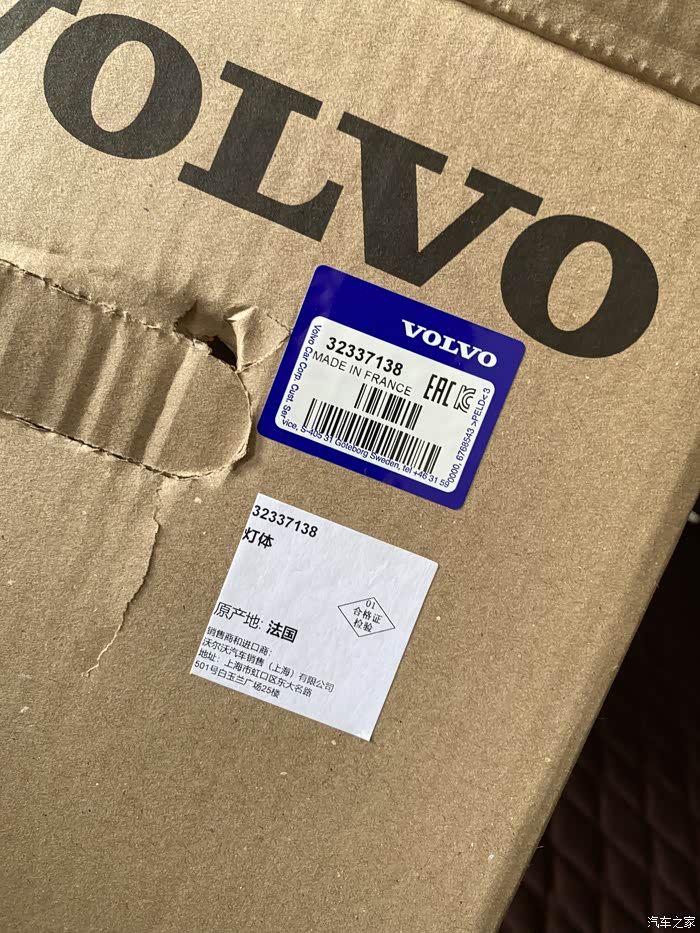 VOLVO
VOLVO
32337138
MADE IN FRANCE
EAC
Volvo Car Corp. Cust. Ser
vice, S-405 31 Göteborg Sweden, tel +46 31 59
0000, 6768543 >PELD< 3
32337138
灯体
原产地: 法国
01
合格证
检验
销售商和进口商:
沃尔沃汽车销售(上海)有限公司
地址: 上海市虹口区东大名路
501号白玉兰广场25楼
汽车之家